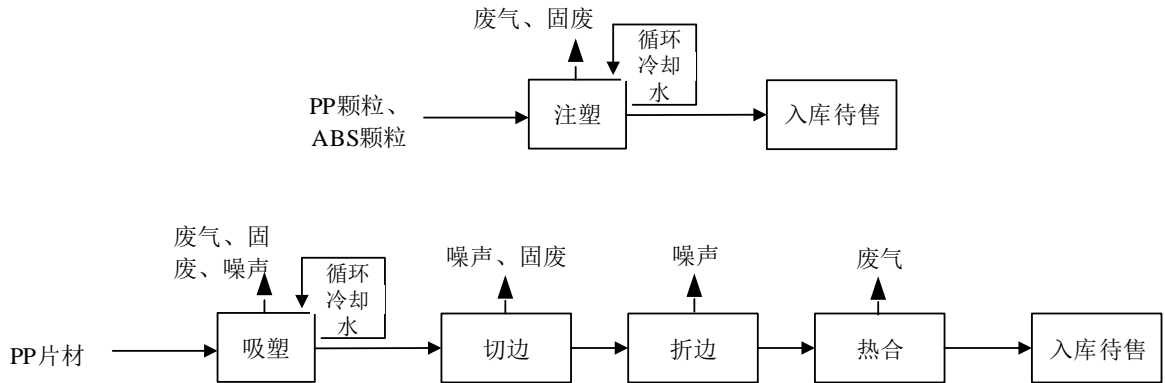 废气、固废
循环
冷却
水
PP颗粒、
ABS颗粒
注塑
入库待售
废气、固
废、噪声
循环
冷却
水
噪声、固废
噪声
废气
PP片材
吸塑
切边
折边
热合
入库待售